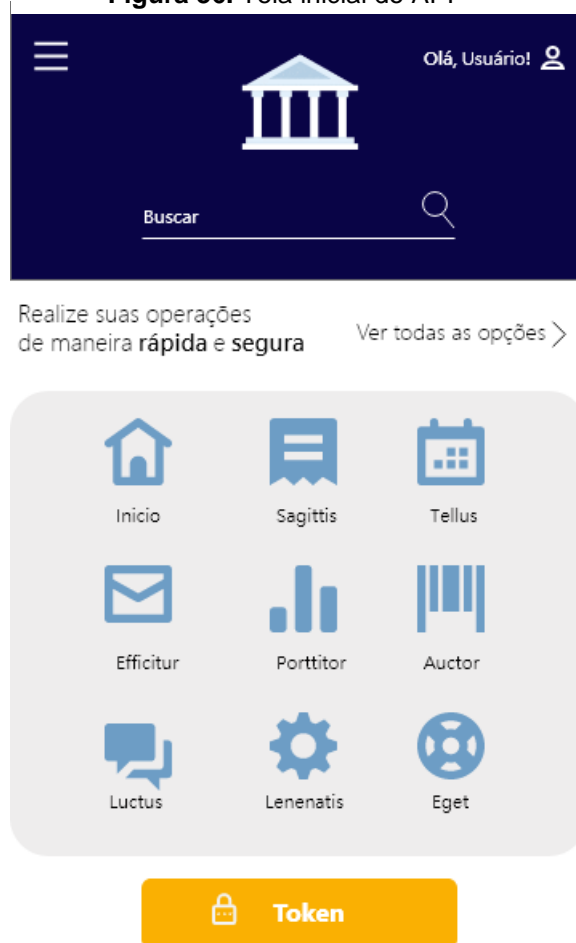 Olá, Usuário!
Buscar
Realize suas operações
de maneira rápida e segura
Ver todas as opções
Inicio Sagittis Tellus
Efficitur Porttitor Auctor
Luctus Lenenatis Eget
Token